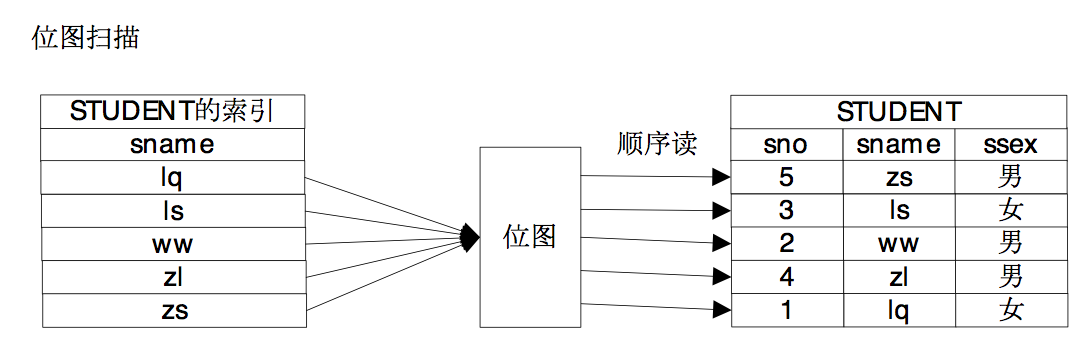 位图扫描
STUDENT的索引
sname
lq
ls
ww
zl
zs
位图
顺序读
STUDENT
sno sname ssex
5 zs 男
3 ls 女
2 ww 男
4 zl 男
1 lq 女